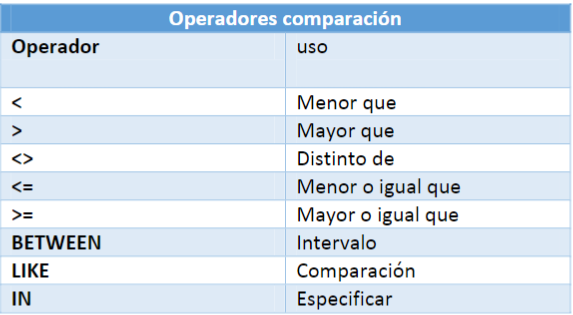 Operadores comparación
Operador uso
< Menor que
> Mayor que
<> Distinto de
<= Menor o igual que
>= Mayor o igual que
BETWEEN Intervalo
LIKE Comparación
IN Especificar